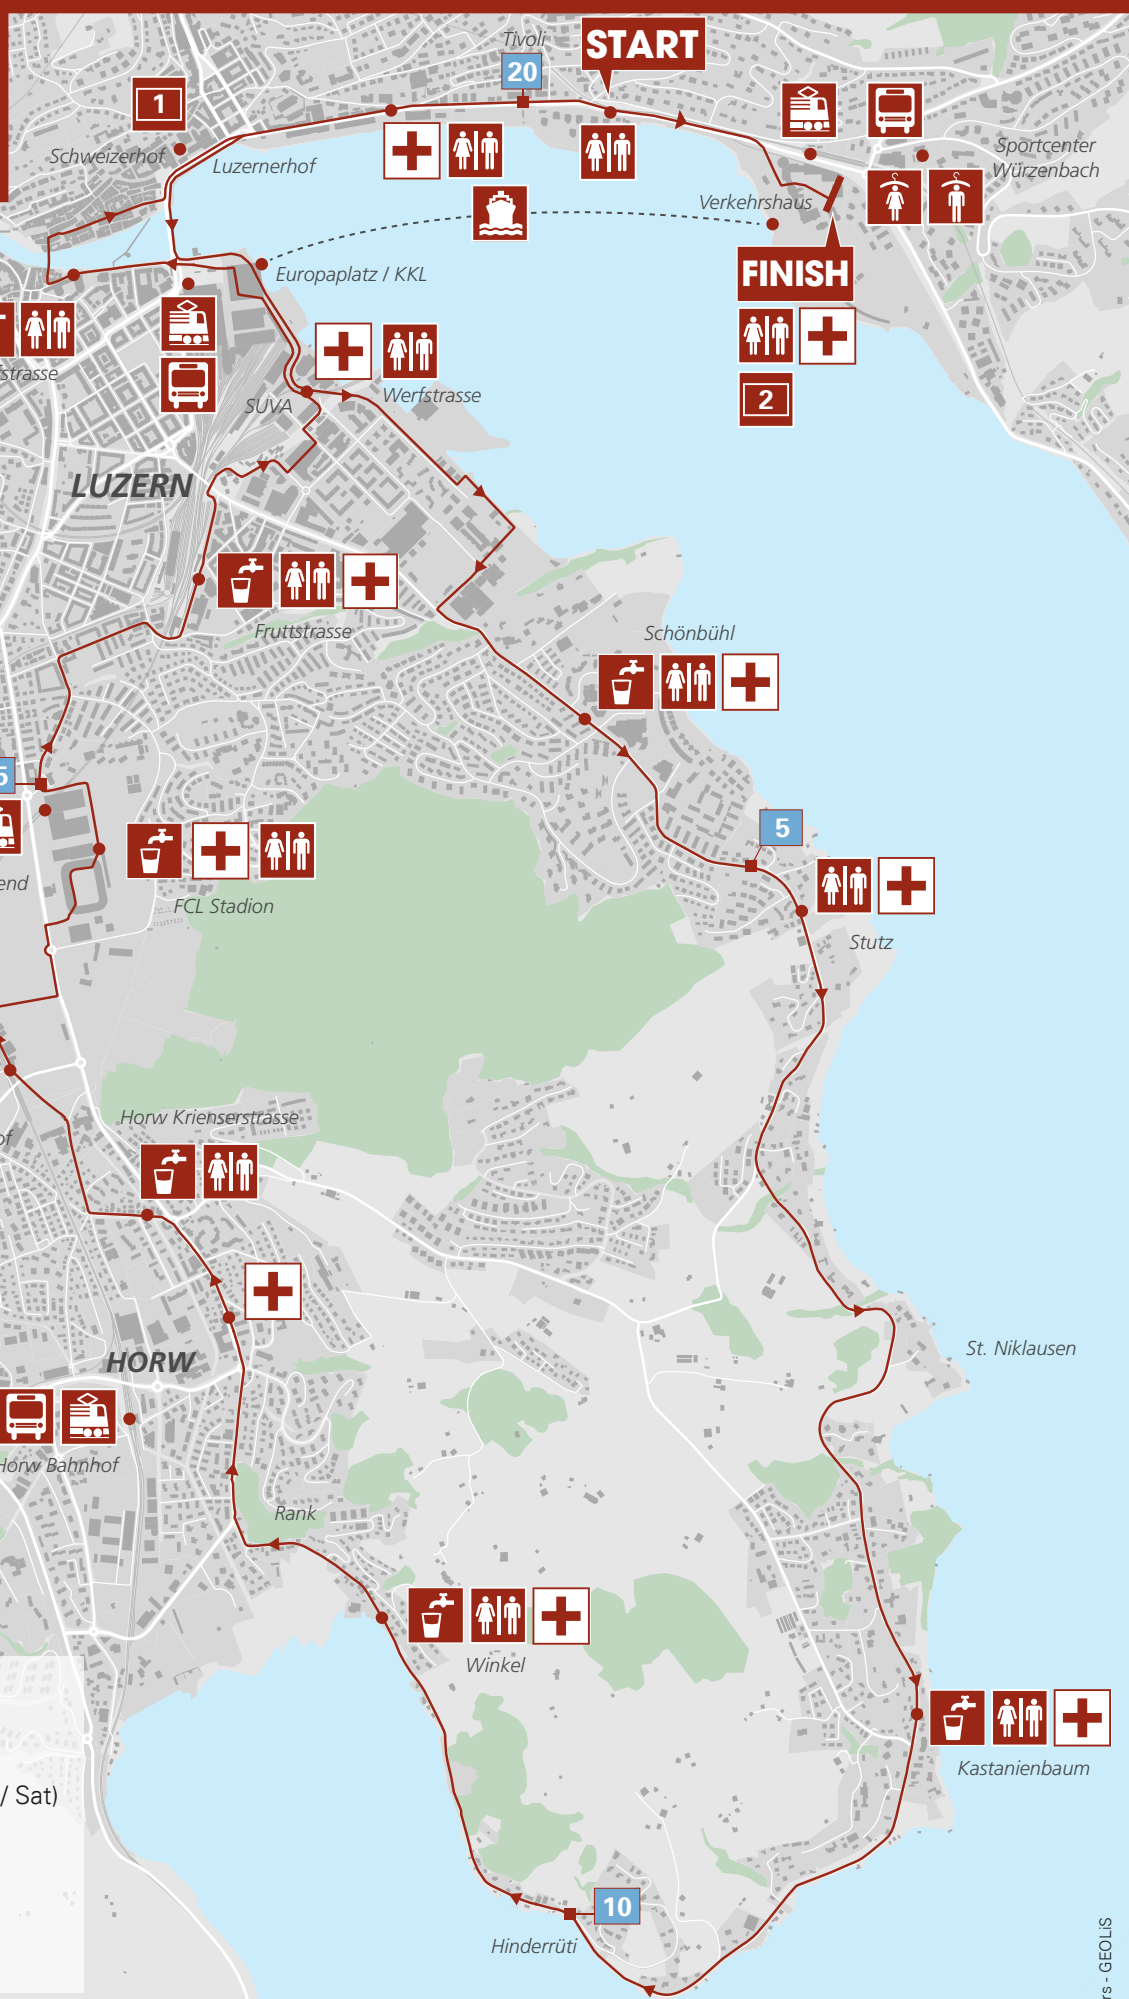 Tivoli
START
20
1
Schweizerhof
Luzernerhof
Sportcenter
Würzenbach
Verkehrshaus
Europaplatz / KKL
FINISH
strasse
SUVA
Werfstrasse
2
LUZERN
Fruttstrasse
Schönbühl
5
5
end
FCL Stadion
Stutz
Horw Krienserstrasse
of
HORW
St. Niklausen
Horw Bahnhof
Rank
Winkel
Kastanienbaum
/ Sat)
10
Hinderrüti
rs - GEOLiS